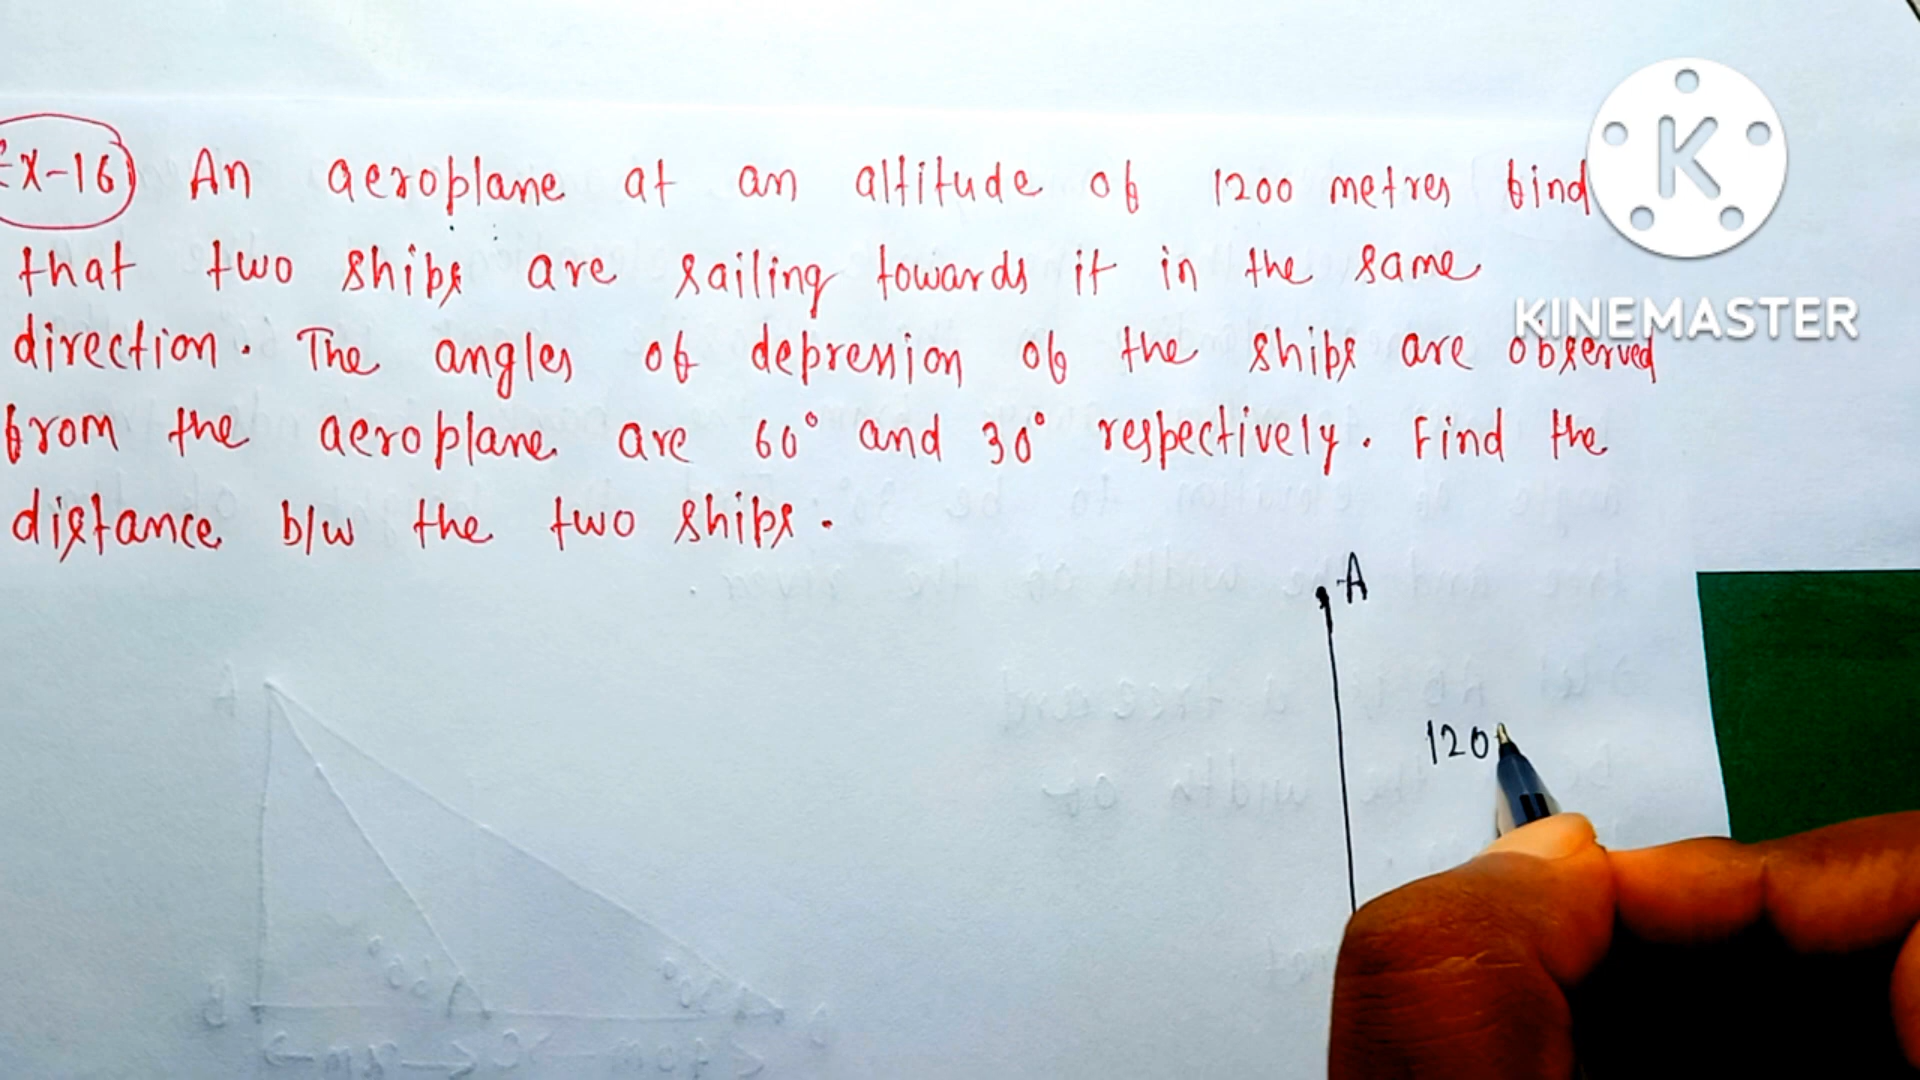 Ex-16) An aeroplane at an altitude of 1200 metres find
that two ships are sailing towards it in the same
direction. The angles of depression of the ships are observed
from the aeroplane are 60° and 30° respectively. Find the
distance b/w the two ships.
A
120
K
KINEMASTER